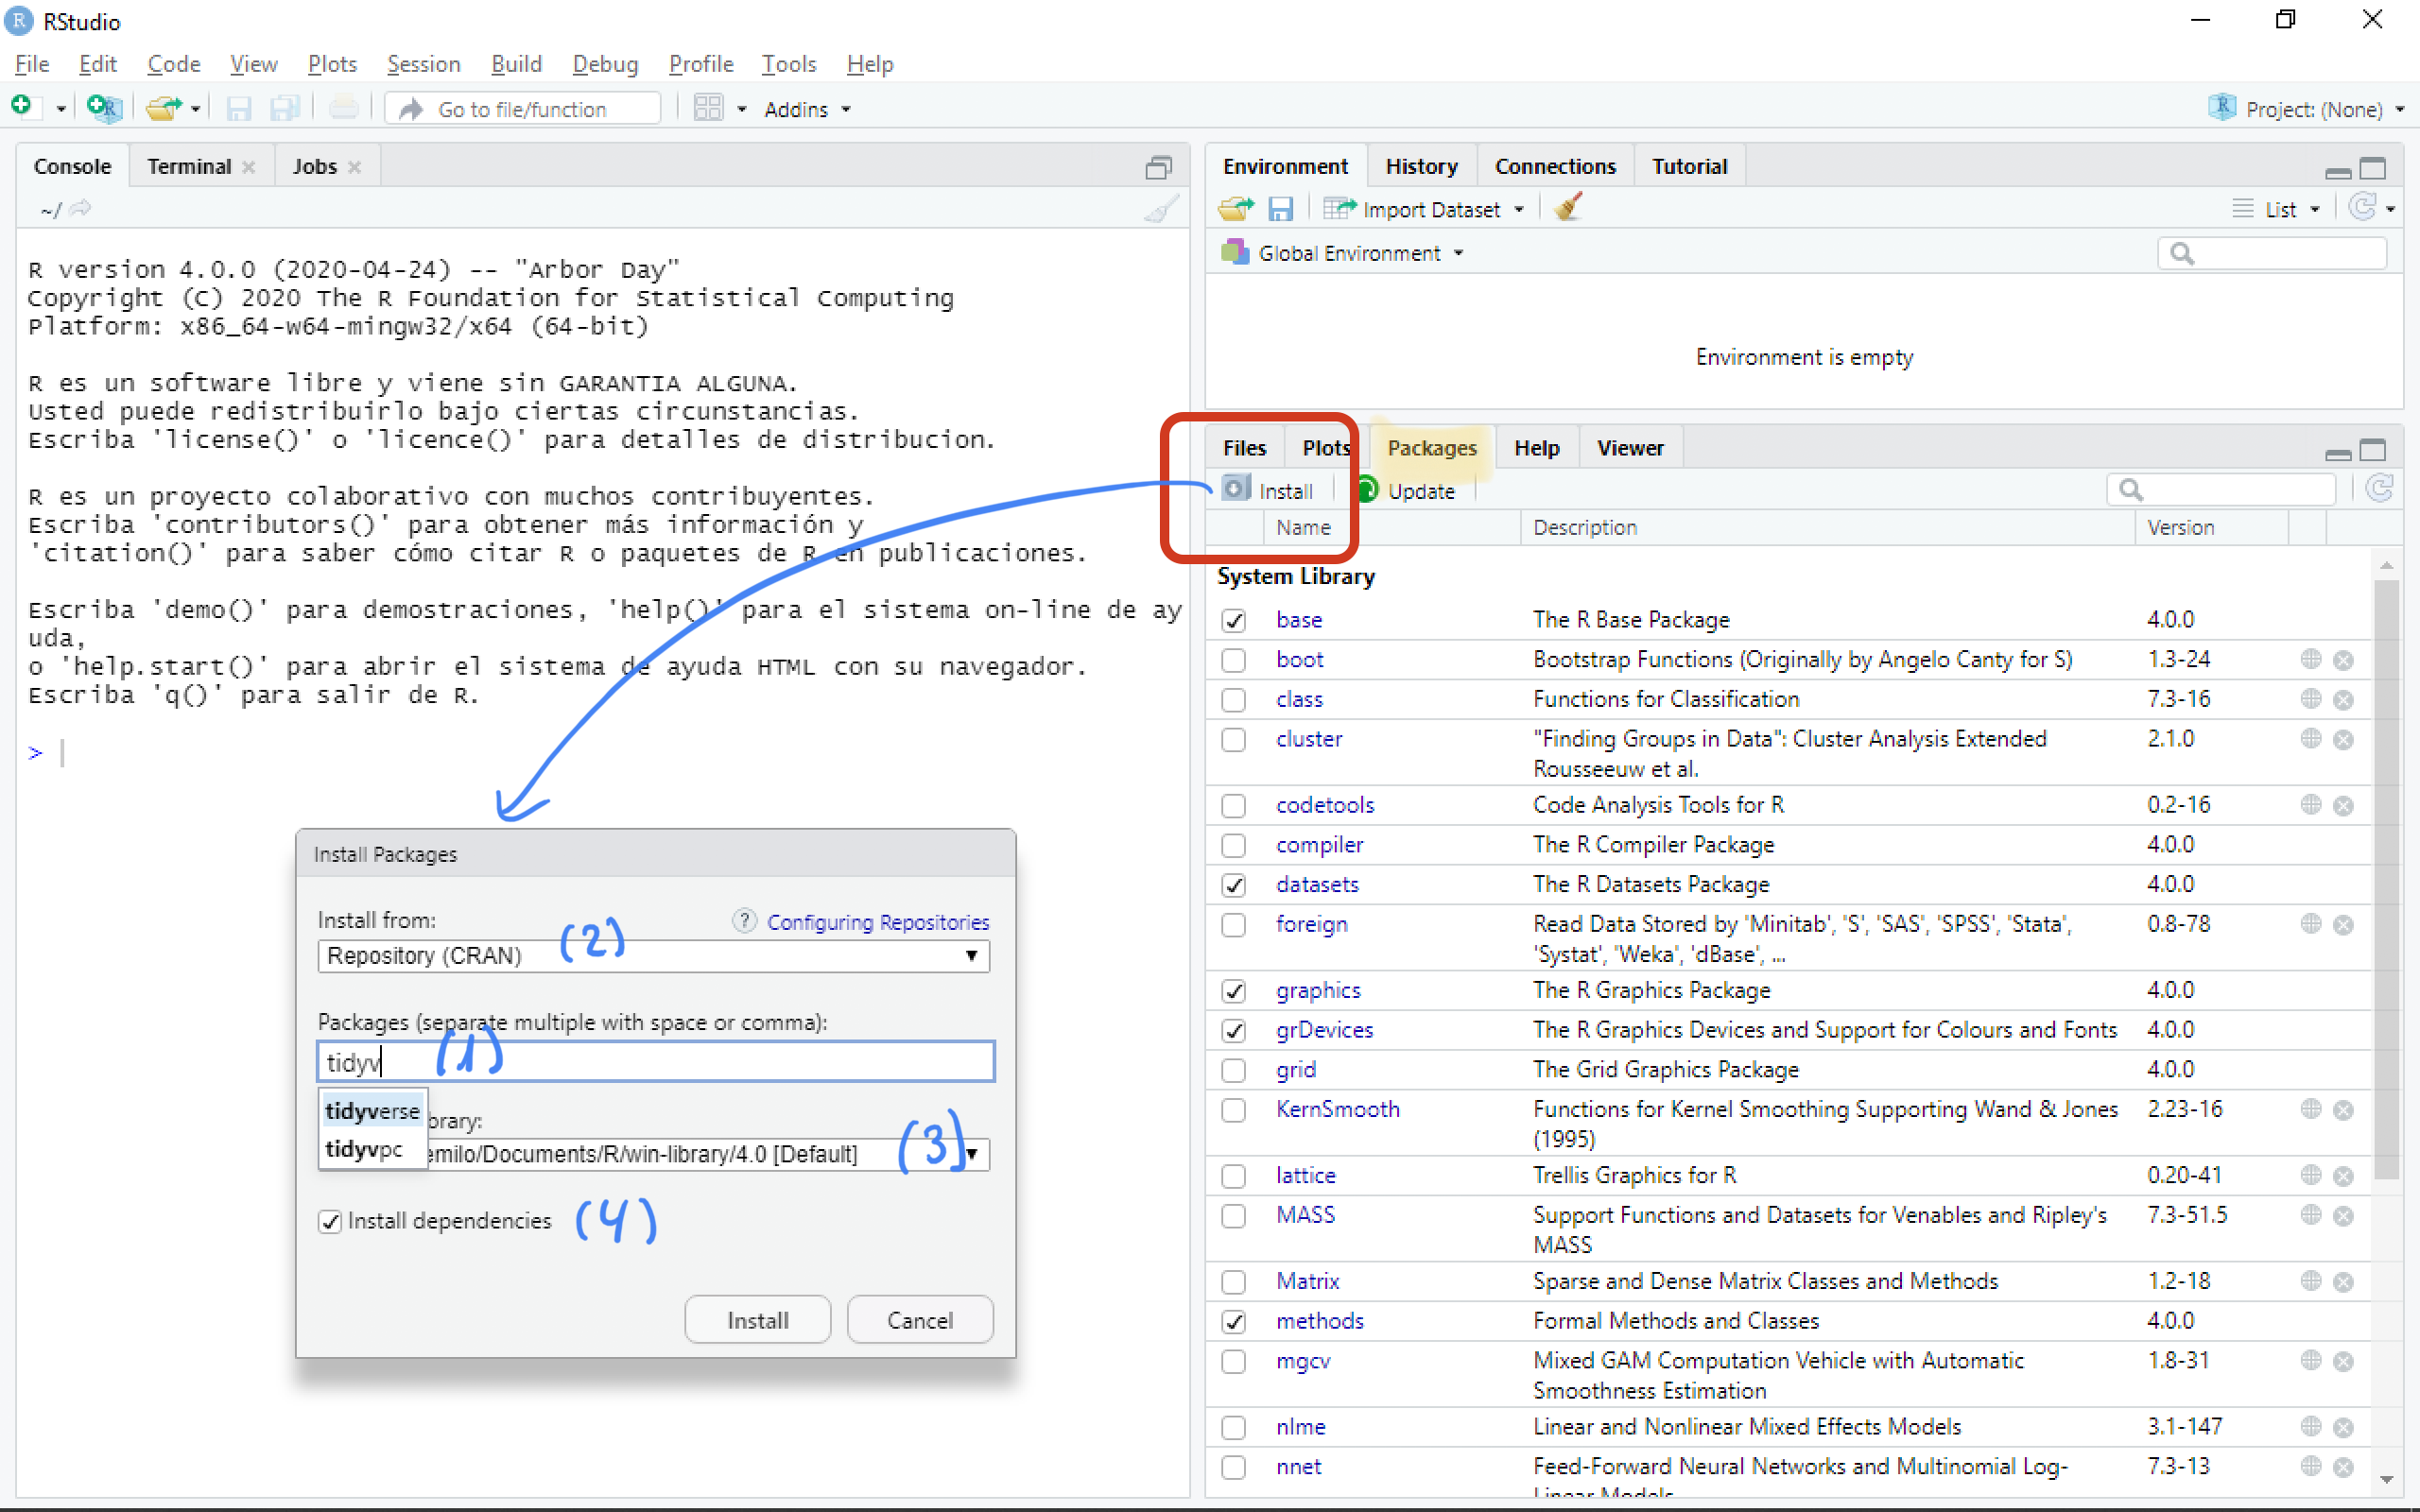 RStudio
File Edit Code View Plots Session Build Debug Profile Tools Help
Go to file/function Addins Project: (None)
Console Terminal Jobs
~/
R version 4.0.0 (2020-04-24) -- "Arbor Day"
Copyright (C) 2020 The R Foundation for Statistical Computing
Platform: x86_64-w64-mingw32/x64 (64-bit)
R es un software libre y viene sin GARANTIA ALGUNA.
Usted puede redistribuirlo bajo ciertas circunstancias.
Escriba 'license()' o 'licence()' para detalles de distribucion.
R es un proyecto colaborativo con muchos contribuyentes.
Escriba 'contributors()' para obtener más información y
'citation()' para saber cómo citar R o paquetes de R en publicaciones.
Escriba 'demo()' para demostraciones, 'help()' para el sistema on-line de ay
uda,
o 'help.start()' para abrir el sistema de ayuda HTML con su navegador.
Escriba 'q()' para salir de R.
>
Install Packages
Install from: (2) ? Configuring Repositories
Repository (CRAN)
Packages (separate multiple with space or comma):
tidyv (1)
tidyverse
tidyvpc
brary:
emilo/Documents/R/win-library/4.0 [Default] (3)
Install dependencies (4)
Install Cancel
Environment History Connections Tutorial
Import Dataset List
Global Environment
Environment is empty
Files Plots Packages Help Viewer
Install Update
Name Description Version
System Library
base The R Base Package 4.0.0
boot Bootstrap Functions (Originally by Angelo Canty for S) 1.3-24
class Functions for Classification 7.3-16
cluster "Finding Groups in Data": Cluster Analysis Extended 2.1.0
Rousseeuw et al.
codetools Code Analysis Tools for R 0.2-16
compiler The R Compiler Package 4.0.0
datasets The R Datasets Package 4.0.0
foreign Read Data Stored by 'Minitab', 'S', 'SAS', 'SPSS', 'Stata', 0.8-78
'Systat', 'Weka', 'dBase', ...
graphics The R Graphics Package 4.0.0
grDevices The R Graphics Devices and Support for Colours and Fonts 4.0.0
grid The Grid Graphics Package 4.0.0
KernSmooth Functions for Kernel Smoothing Supporting Wand & Jones 2.23-16
(1995)
lattice Trellis Graphics for R 0.20-41
MASS Support Functions and Datasets for Venables and Ripley's 7.3-51.5
MASS
Matrix Sparse and Dense Matrix Classes and Methods 1.2-18
methods Formal Methods and Classes 4.0.0
mgcv Mixed GAM Computation Vehicle with Automatic 1.8-31
Smoothness Estimation
nlme Linear and Nonlinear Mixed Effects Models 3.1-147
nnet Feed-Forward Neural Networks and Multinomial Log- 7.3-13
Linear Models